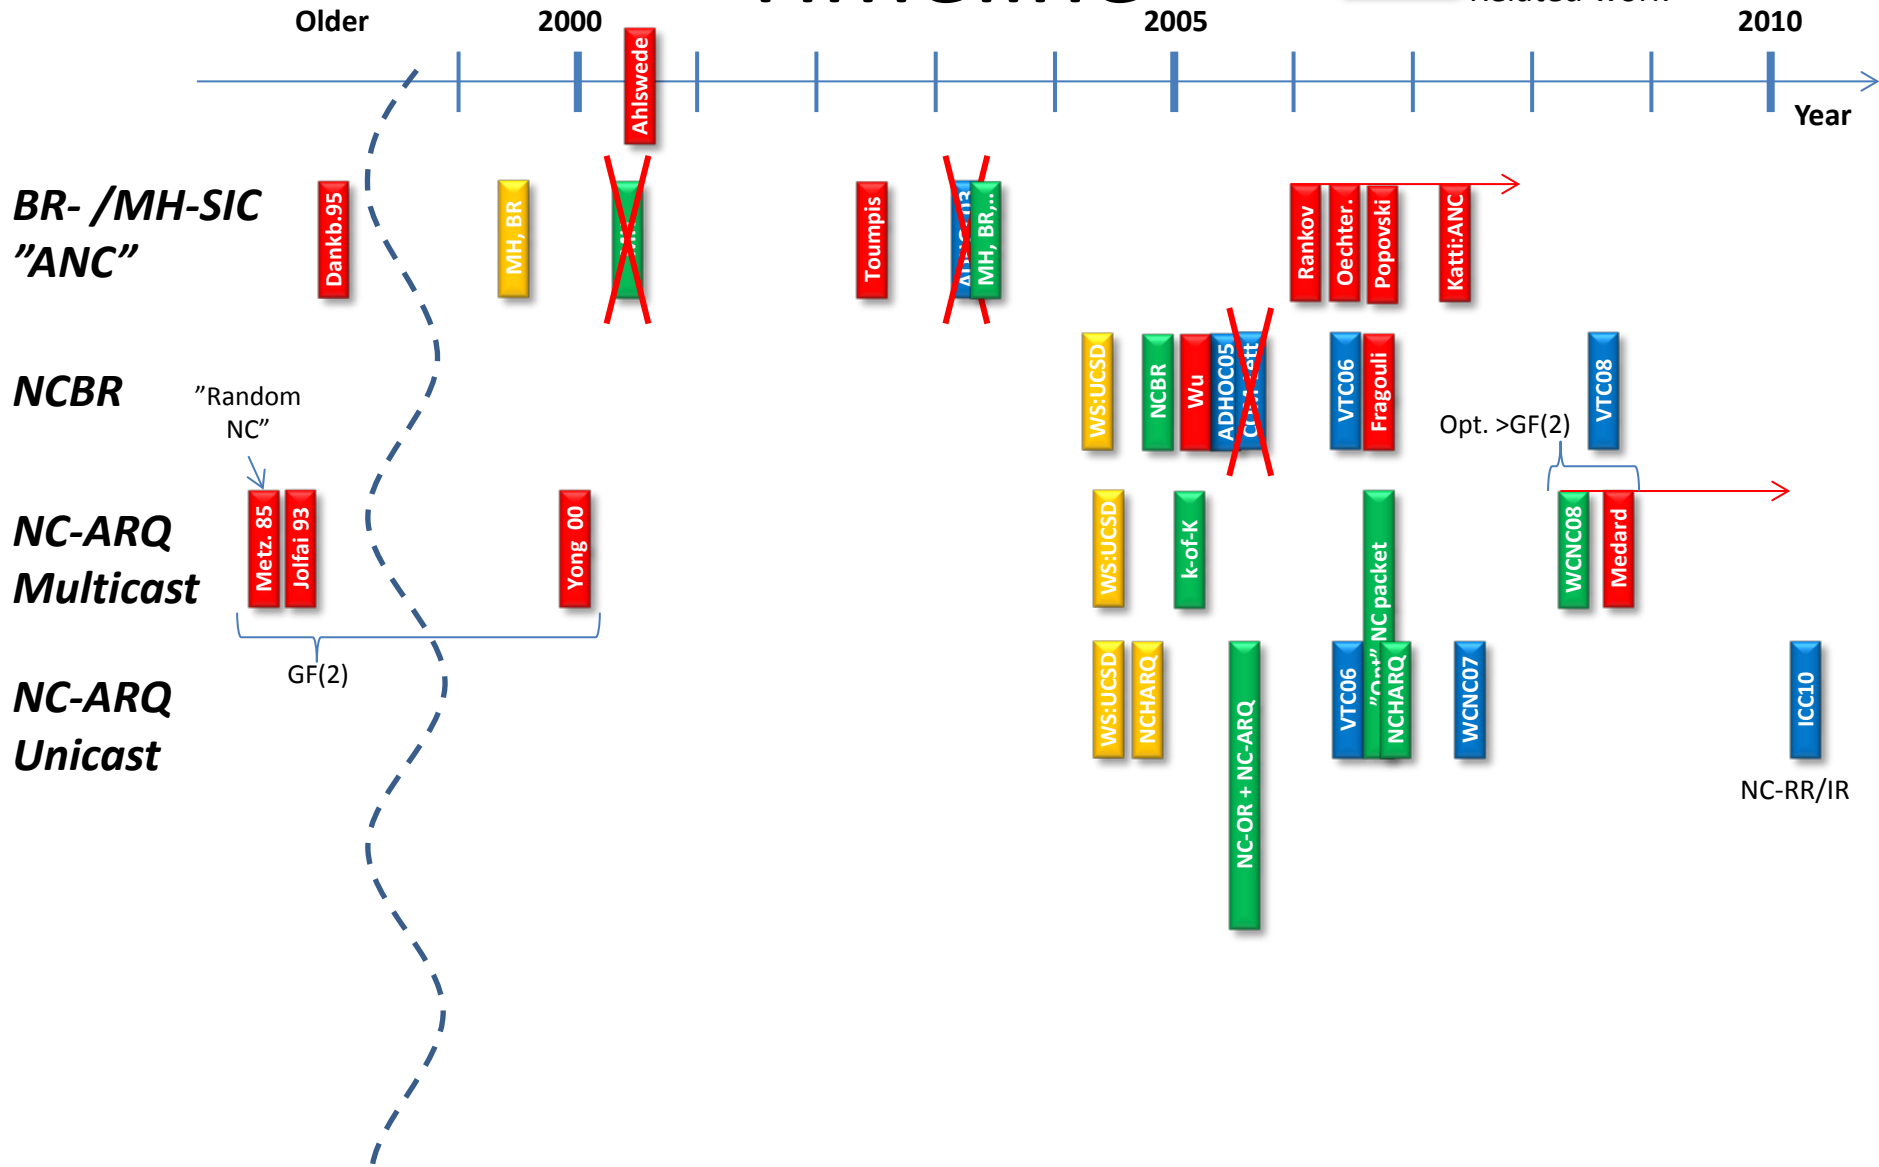 Older
2000
2005
2010
Year
Ahlswede
BR- /MH-SIC
”ANC”
Dankb.95
MH, BR
Toumpis
MH, BR,..
Rankov
Oechter.
Popovski
Katti:ANC
NCBR
WS:UCSD
NCBR
Wu
ADHOC05
VTC06
Fragouli
VTC08
”Random
NC”
Opt. >GF(2)
NC-ARQ
Multicast
Metz. 85
Jolfai 93
Yong 00
WS:UCSD
k-of-K
”Opt” NC packet
WCNC08
Medard
GF(2)
NC-ARQ
Unicast
WS:UCSD
NCHARQ
NC-OR + NC-ARQ
VTC06
NCHARQ
WCNC07
ICC10
NC-RR/IR